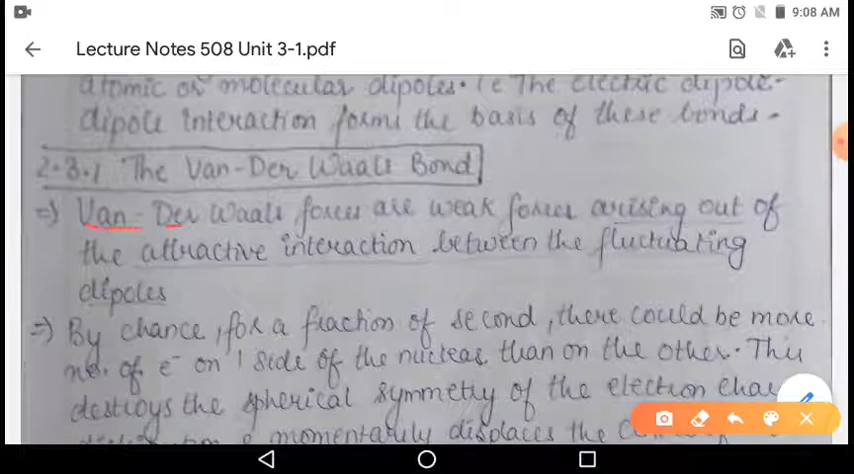 9:08 AM
Lecture Notes 508 Unit 3-1.pdf
atomic or molecular dipoles. i.e The electric dipole-
dipole interaction forms the basis of these bonds.
2.3.1 The Van-Der Waals Bond
=> Van-Der Waals forces are weak forces arising out of
the attractive interaction between the fluctuating
dipoles
=> By chance, for a fraction of second, there could be more
no. of e- on 1 side of the nucleus than on the other. This
destroys the spherical symmetry of the electron
momentarily displaces the